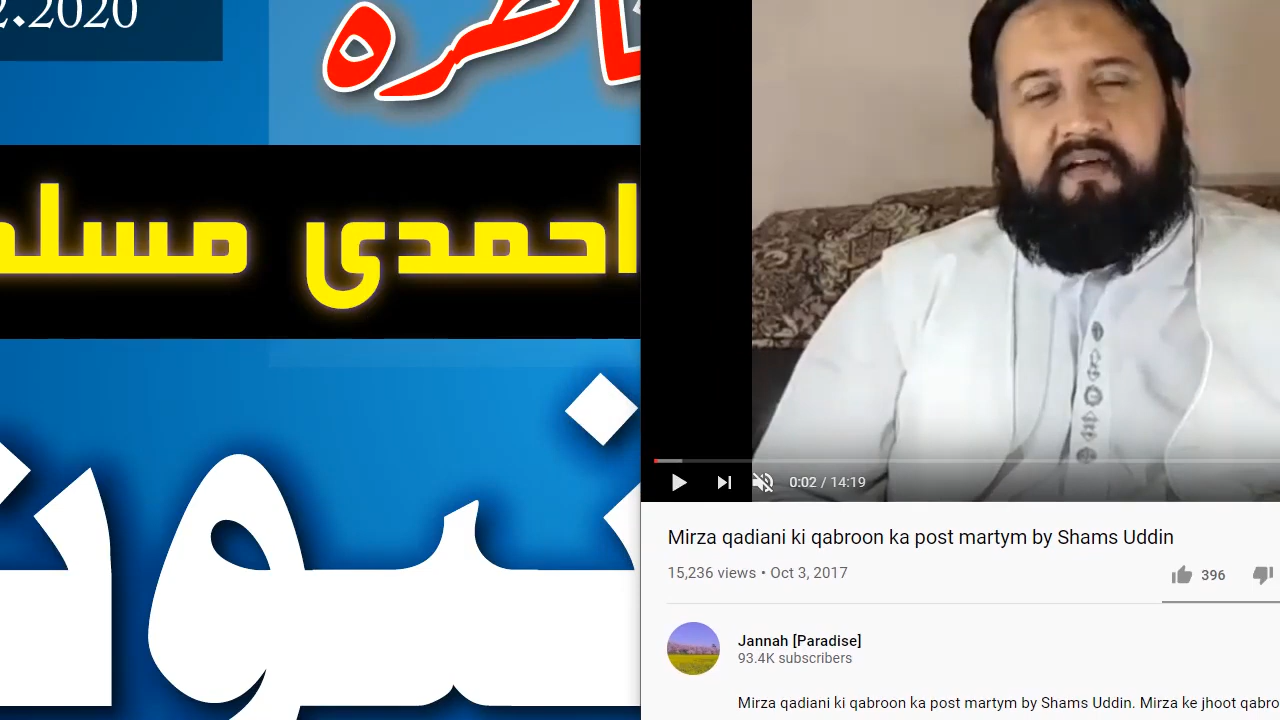 2.2020
احمدی
0:02 / 14:19
Mirza qadiani ki qabroon ka post martym by Shams Uddin
15,236 views • Oct 3, 2017
396
Jannah [Paradise]
93.4K subscribers
Mirza qadiani ki qabroon ka post martym by Shams Uddin. Mirza ke jhoot